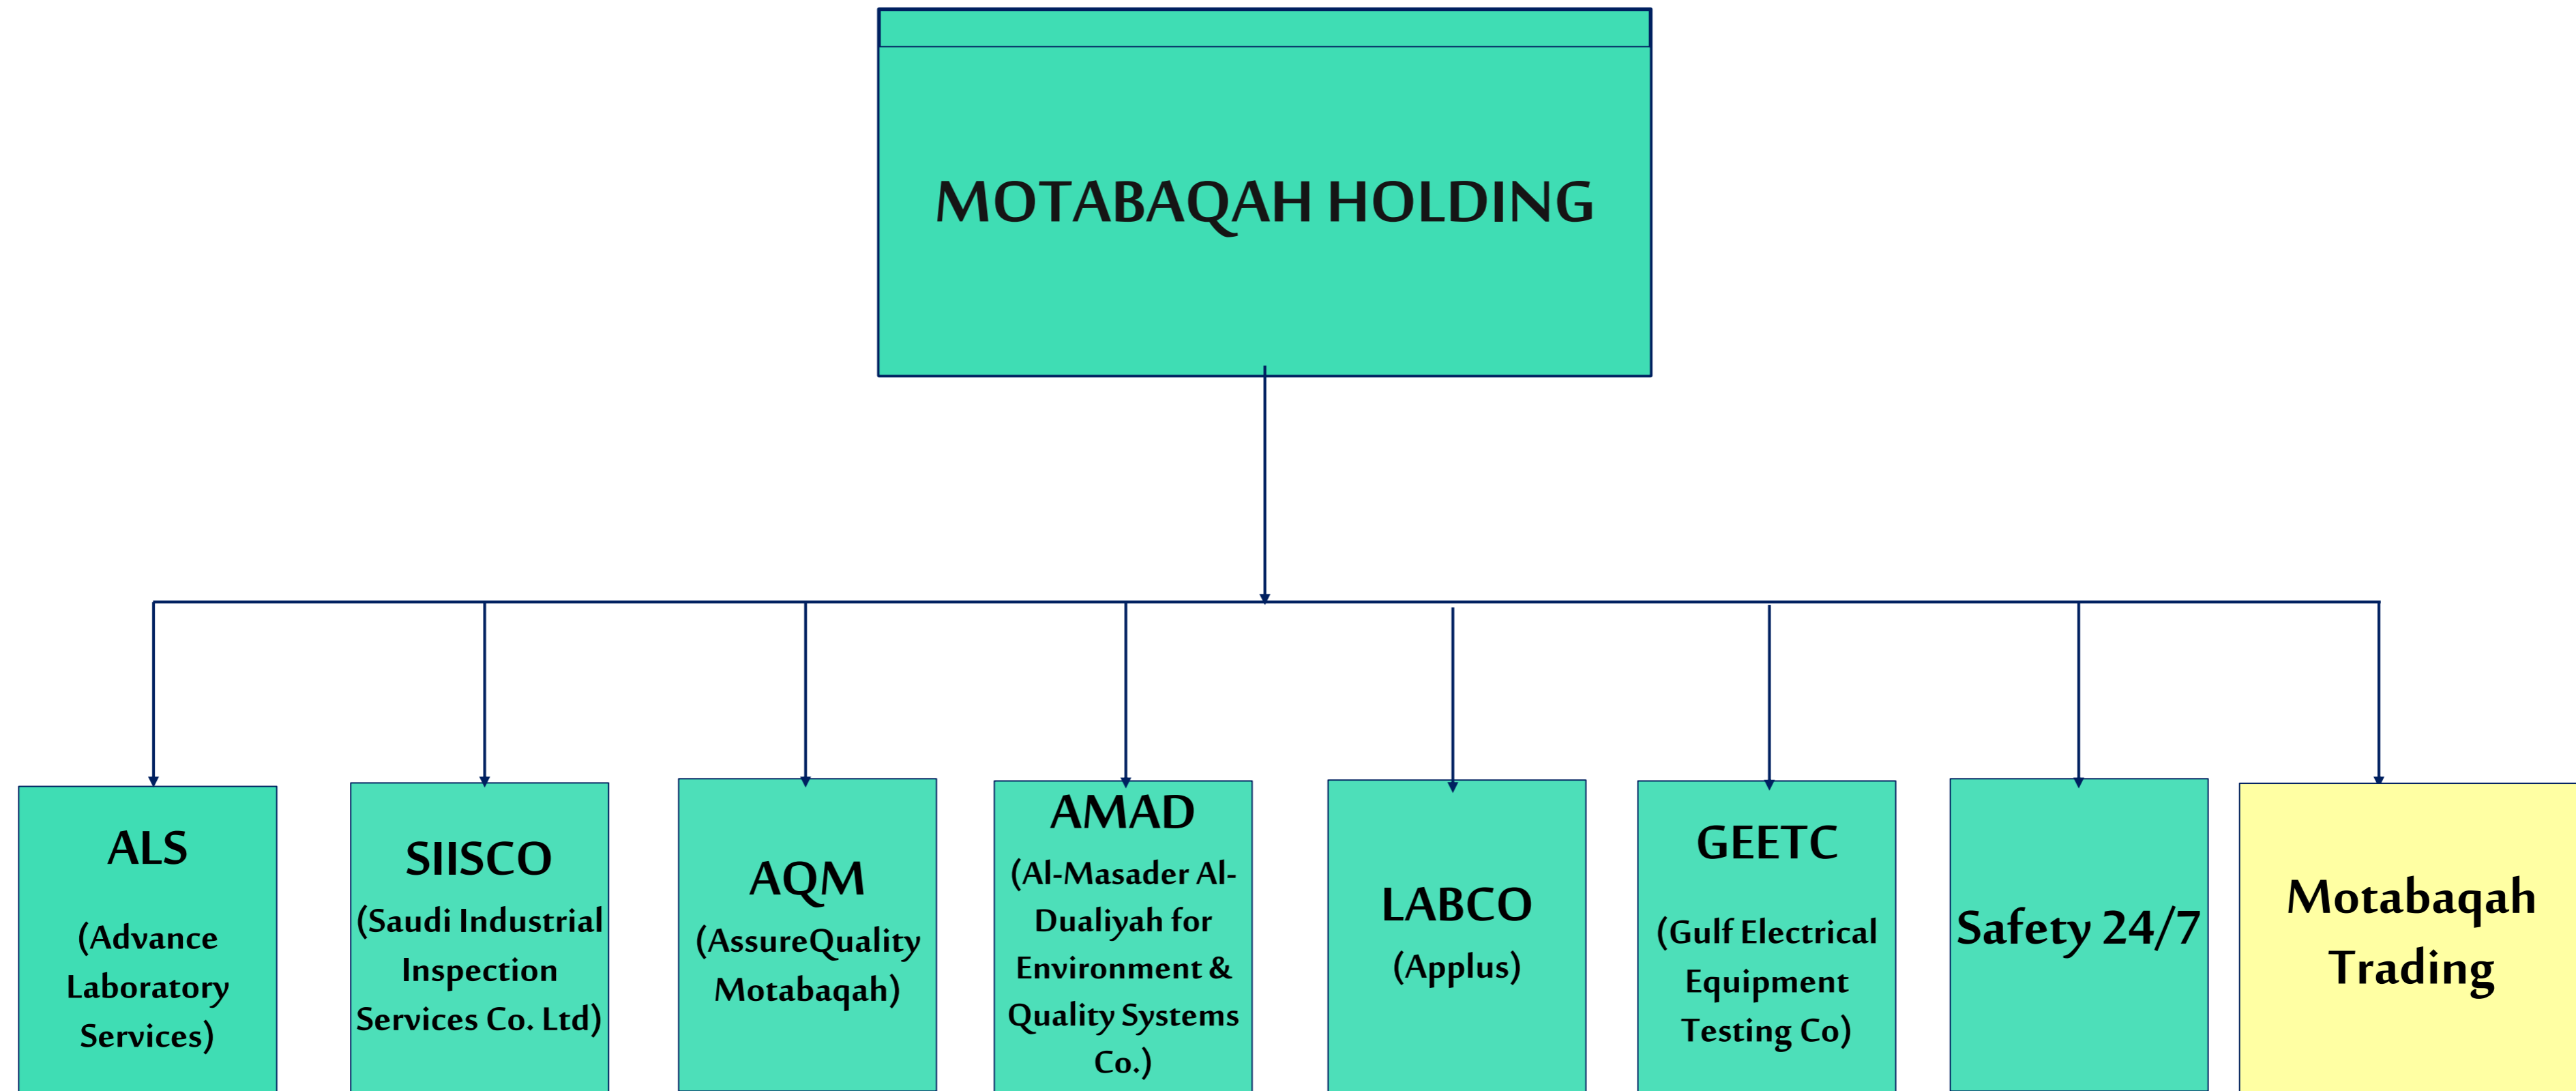 MOTABAQAH HOLDING
ALS
(Advance
Laboratory
Services)
SIISCO
(Saudi Industrial
Inspection
Services Co. Ltd)
AQM
(AssureQuality
Motabaqah)
AMAD
(Al-Masader Al-
Dualiyah for
Environment &
Quality Systems
Co.)
LABCO
(Applus)
GEETC
(Gulf Electrical
Equipment
Testing Co)
Safety 24/7
Motabaqah
Trading